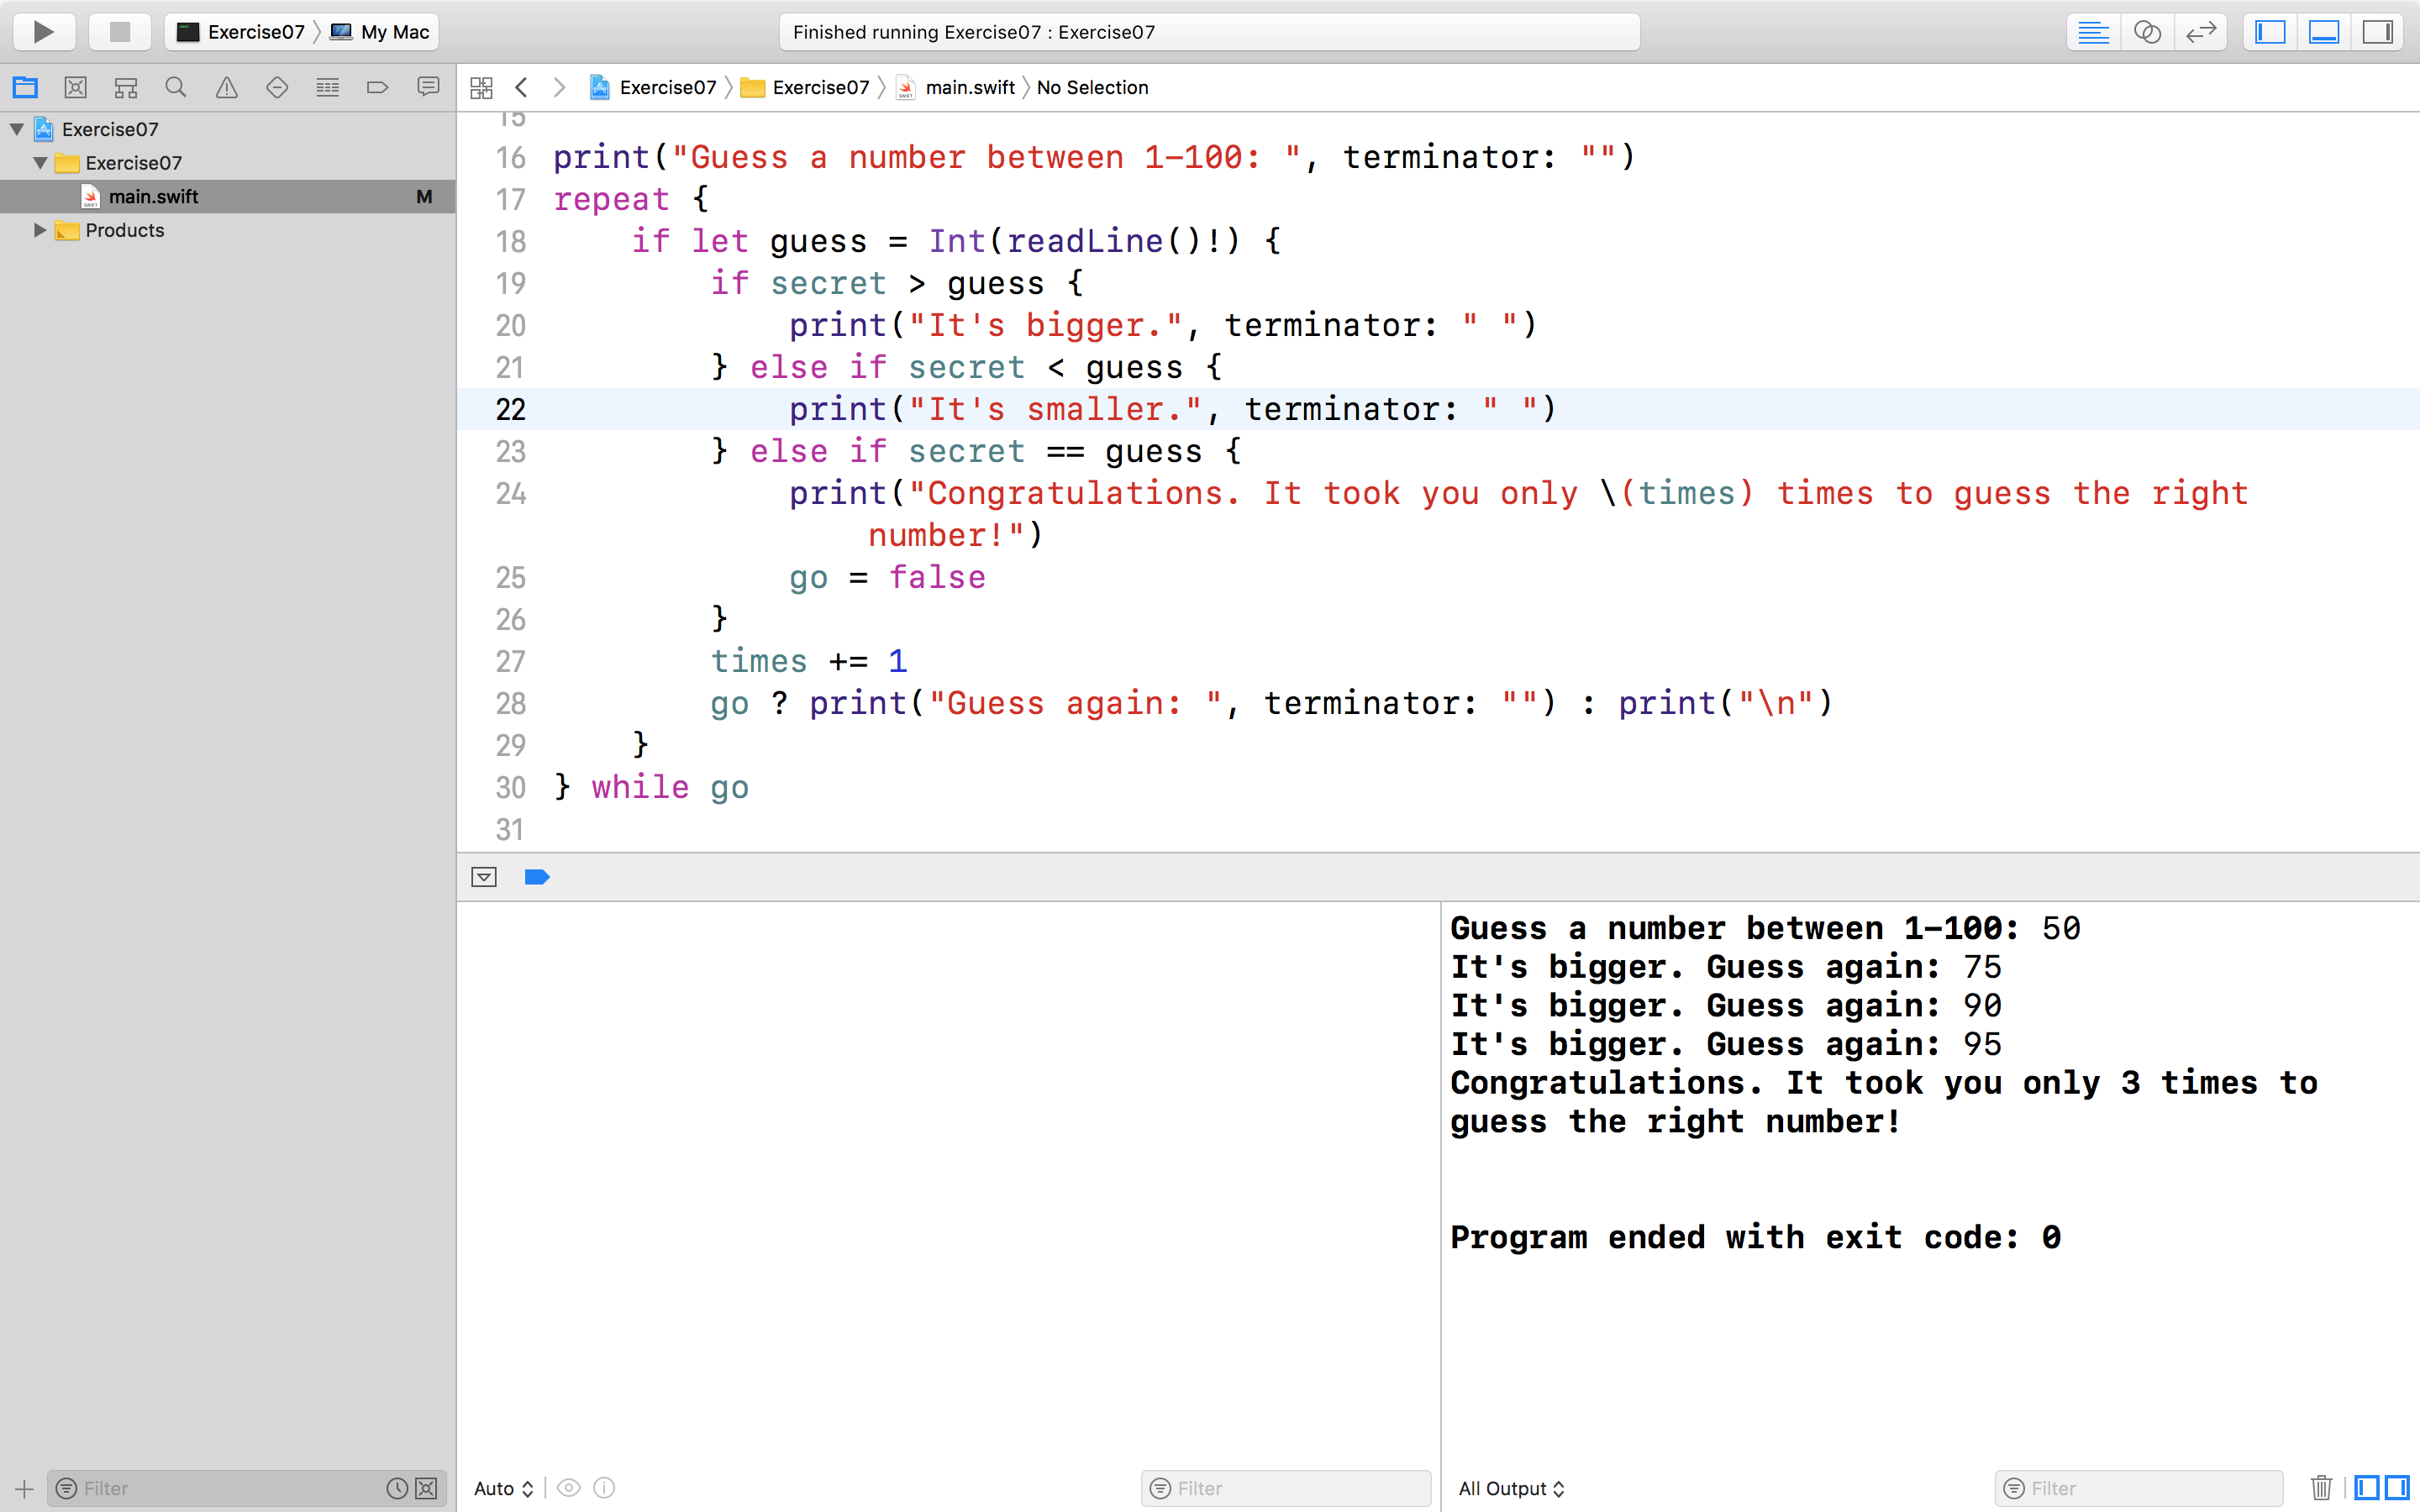 Exercise07 My Mac
Finished running Exercise07 : Exercise07
Exercise07 Exercise07 main.swift No Selection
Exercise07
Exercise07
main.swift M
Products
15
16 print("Guess a number between 1-100: ", terminator: "")
17 repeat {
18 if let guess = Int(readLine()!) {
19 if secret > guess {
20 print("It's bigger.", terminator: " ")
21 } else if secret < guess {
22 print("It's smaller.", terminator: " ")
23 } else if secret == guess {
24 print("Congratulations. It took you only \(times) times to guess the right
number!")
25 go = false
26 }
27 times += 1
28 go ? print("Guess again: ", terminator: "") : print("\n")
29 }
30 } while go
31
Guess a number between 1-100: 50
It's bigger. Guess again: 75
It's bigger. Guess again: 90
It's bigger. Guess again: 95
Congratulations. It took you only 3 times to
guess the right number!
Program ended with exit code: 0
Filter
Auto
Filter
All Output
Filter